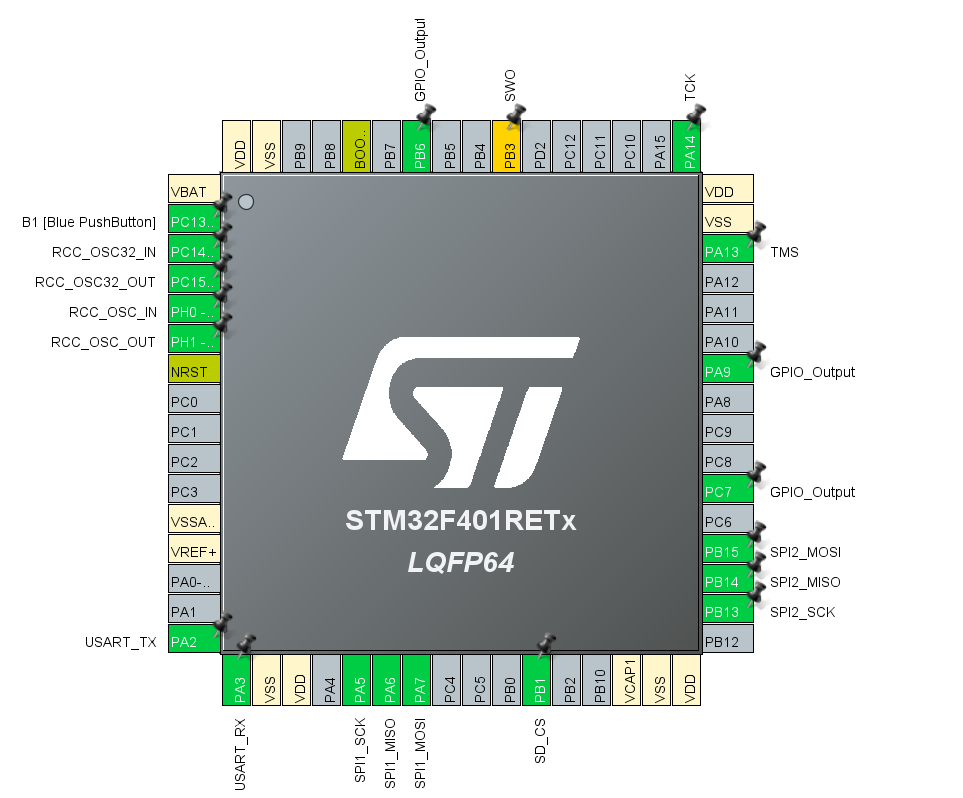 GPIO_Output
SWO
TCK
VDD
VSS
PB9
PB8
BOO..
PB7
PB6
PB5
PB4
PB3
PD2
PC12
PC11
PC10
PA15
PA14
VBAT
B1 [Blue PushButton] PC13..
RCC_OSC32_IN PC14..
RCC_OSC32_OUT PC15..
RCC_OSC_IN PH0 -..
RCC_OSC_OUT PH1 -..
NRST
PC0
PC1
PC2
PC3
VSSA..
VREF+
PA0-..
PA1
USART_TX PA2
ST
STM32F401RETx
LQFP64
VDD
VSS
PA13 TMS
PA12
PA11
PA10
PA9 GPIO_Output
PA8
PC9
PC8
PC7 GPIO_Output
PC6
PB15 SPI2_MOSI
PB14 SPI2_MISO
PB13 SPI2_SCK
PB12
PA3
VSS
VDD
PA4
PA5
PA6
PA7
PC4
PC5
PB0
PB1
PB2
PB10
VCAP1
VSS
VDD
USART_RX
SPI1_SCK
SPI1_MISO
SPI1_MOSI
SD_CS